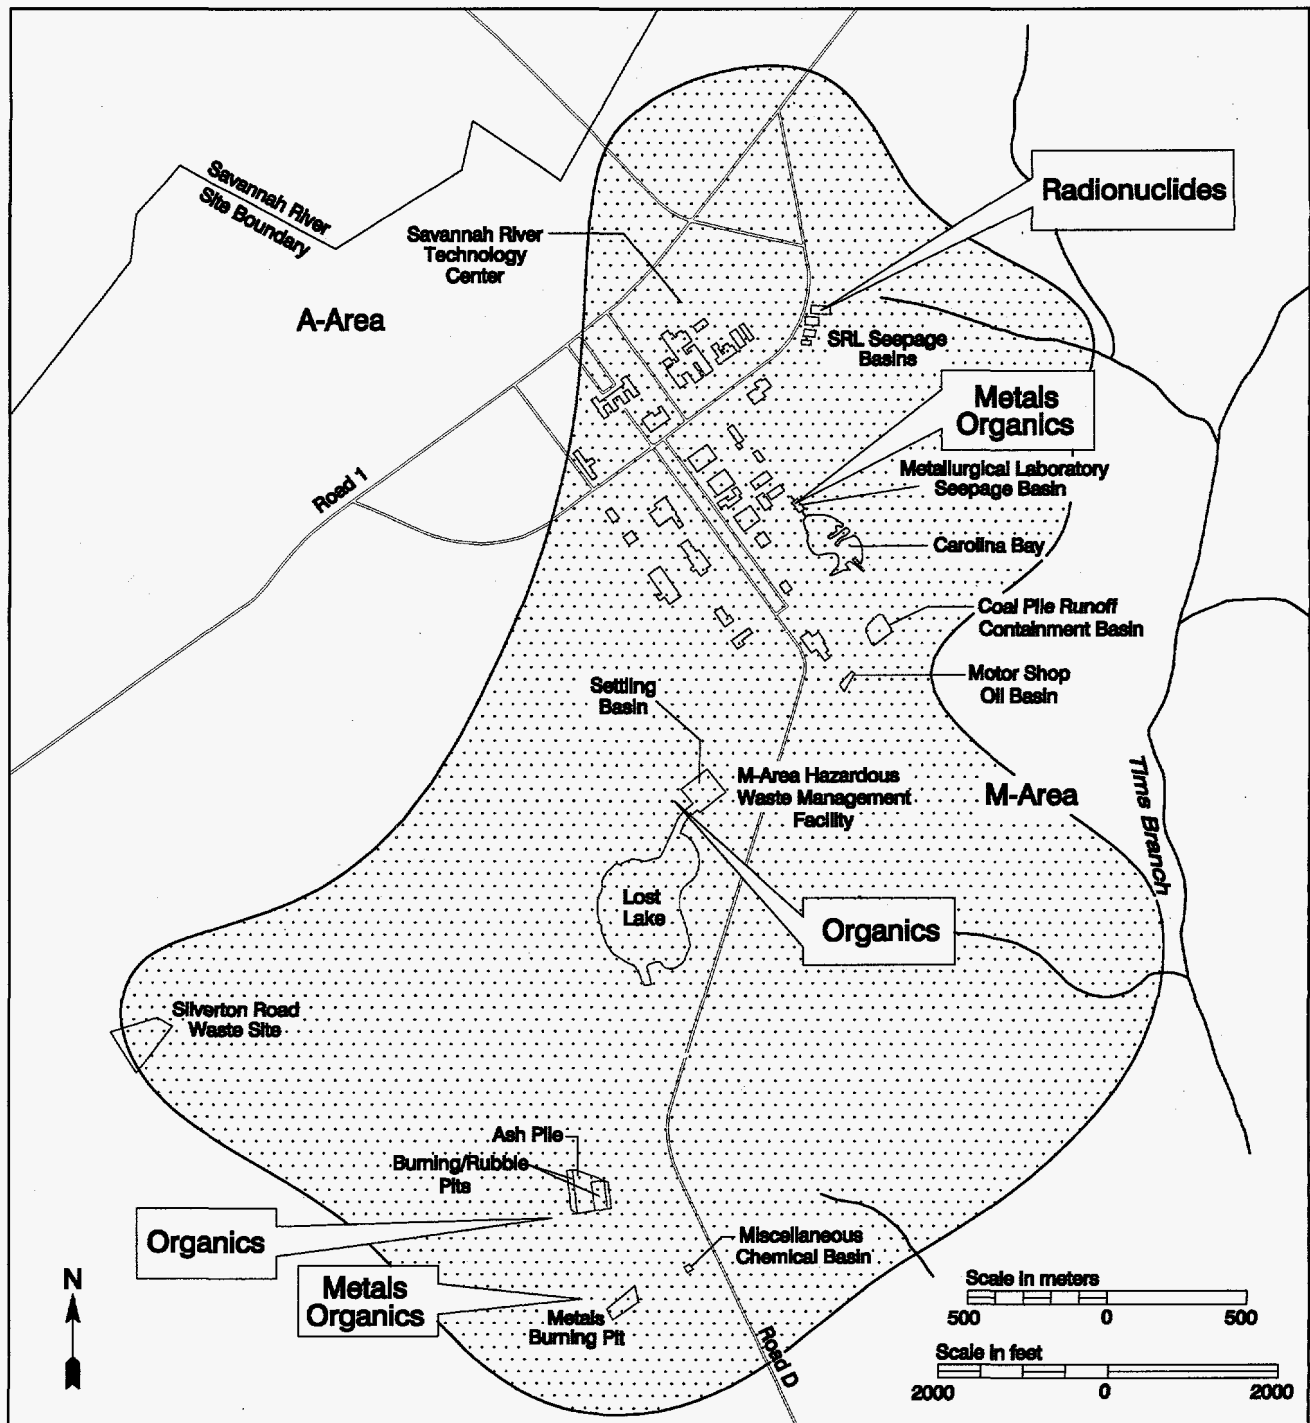 Radionuclides
Savannah River
Site Boundary
Savannah River
Technology
Center
A-Area
SRL Seepage
Basins
Metals
Organics
Metallurgical Laboratory
Seepage Basin
Road 1
Carolina Bay
Coal Pile Runoff
Containment Basin
Motor Shop
Oil Basin
Settling
Basin
M-Area Hazardous
Waste Management
Facility
M-Area
Tims Branch
Lost
Lake
Organics
Silverton Road
Waste Site
Ash Pile
Burning/Rubble
Pits
Organics
Miscellaneous
Chemical Basin
N
Metals
Organics
Metals
Burning Pit
Road D
Scale in meters
500 0 500
Scale in feet
2000 0 2000